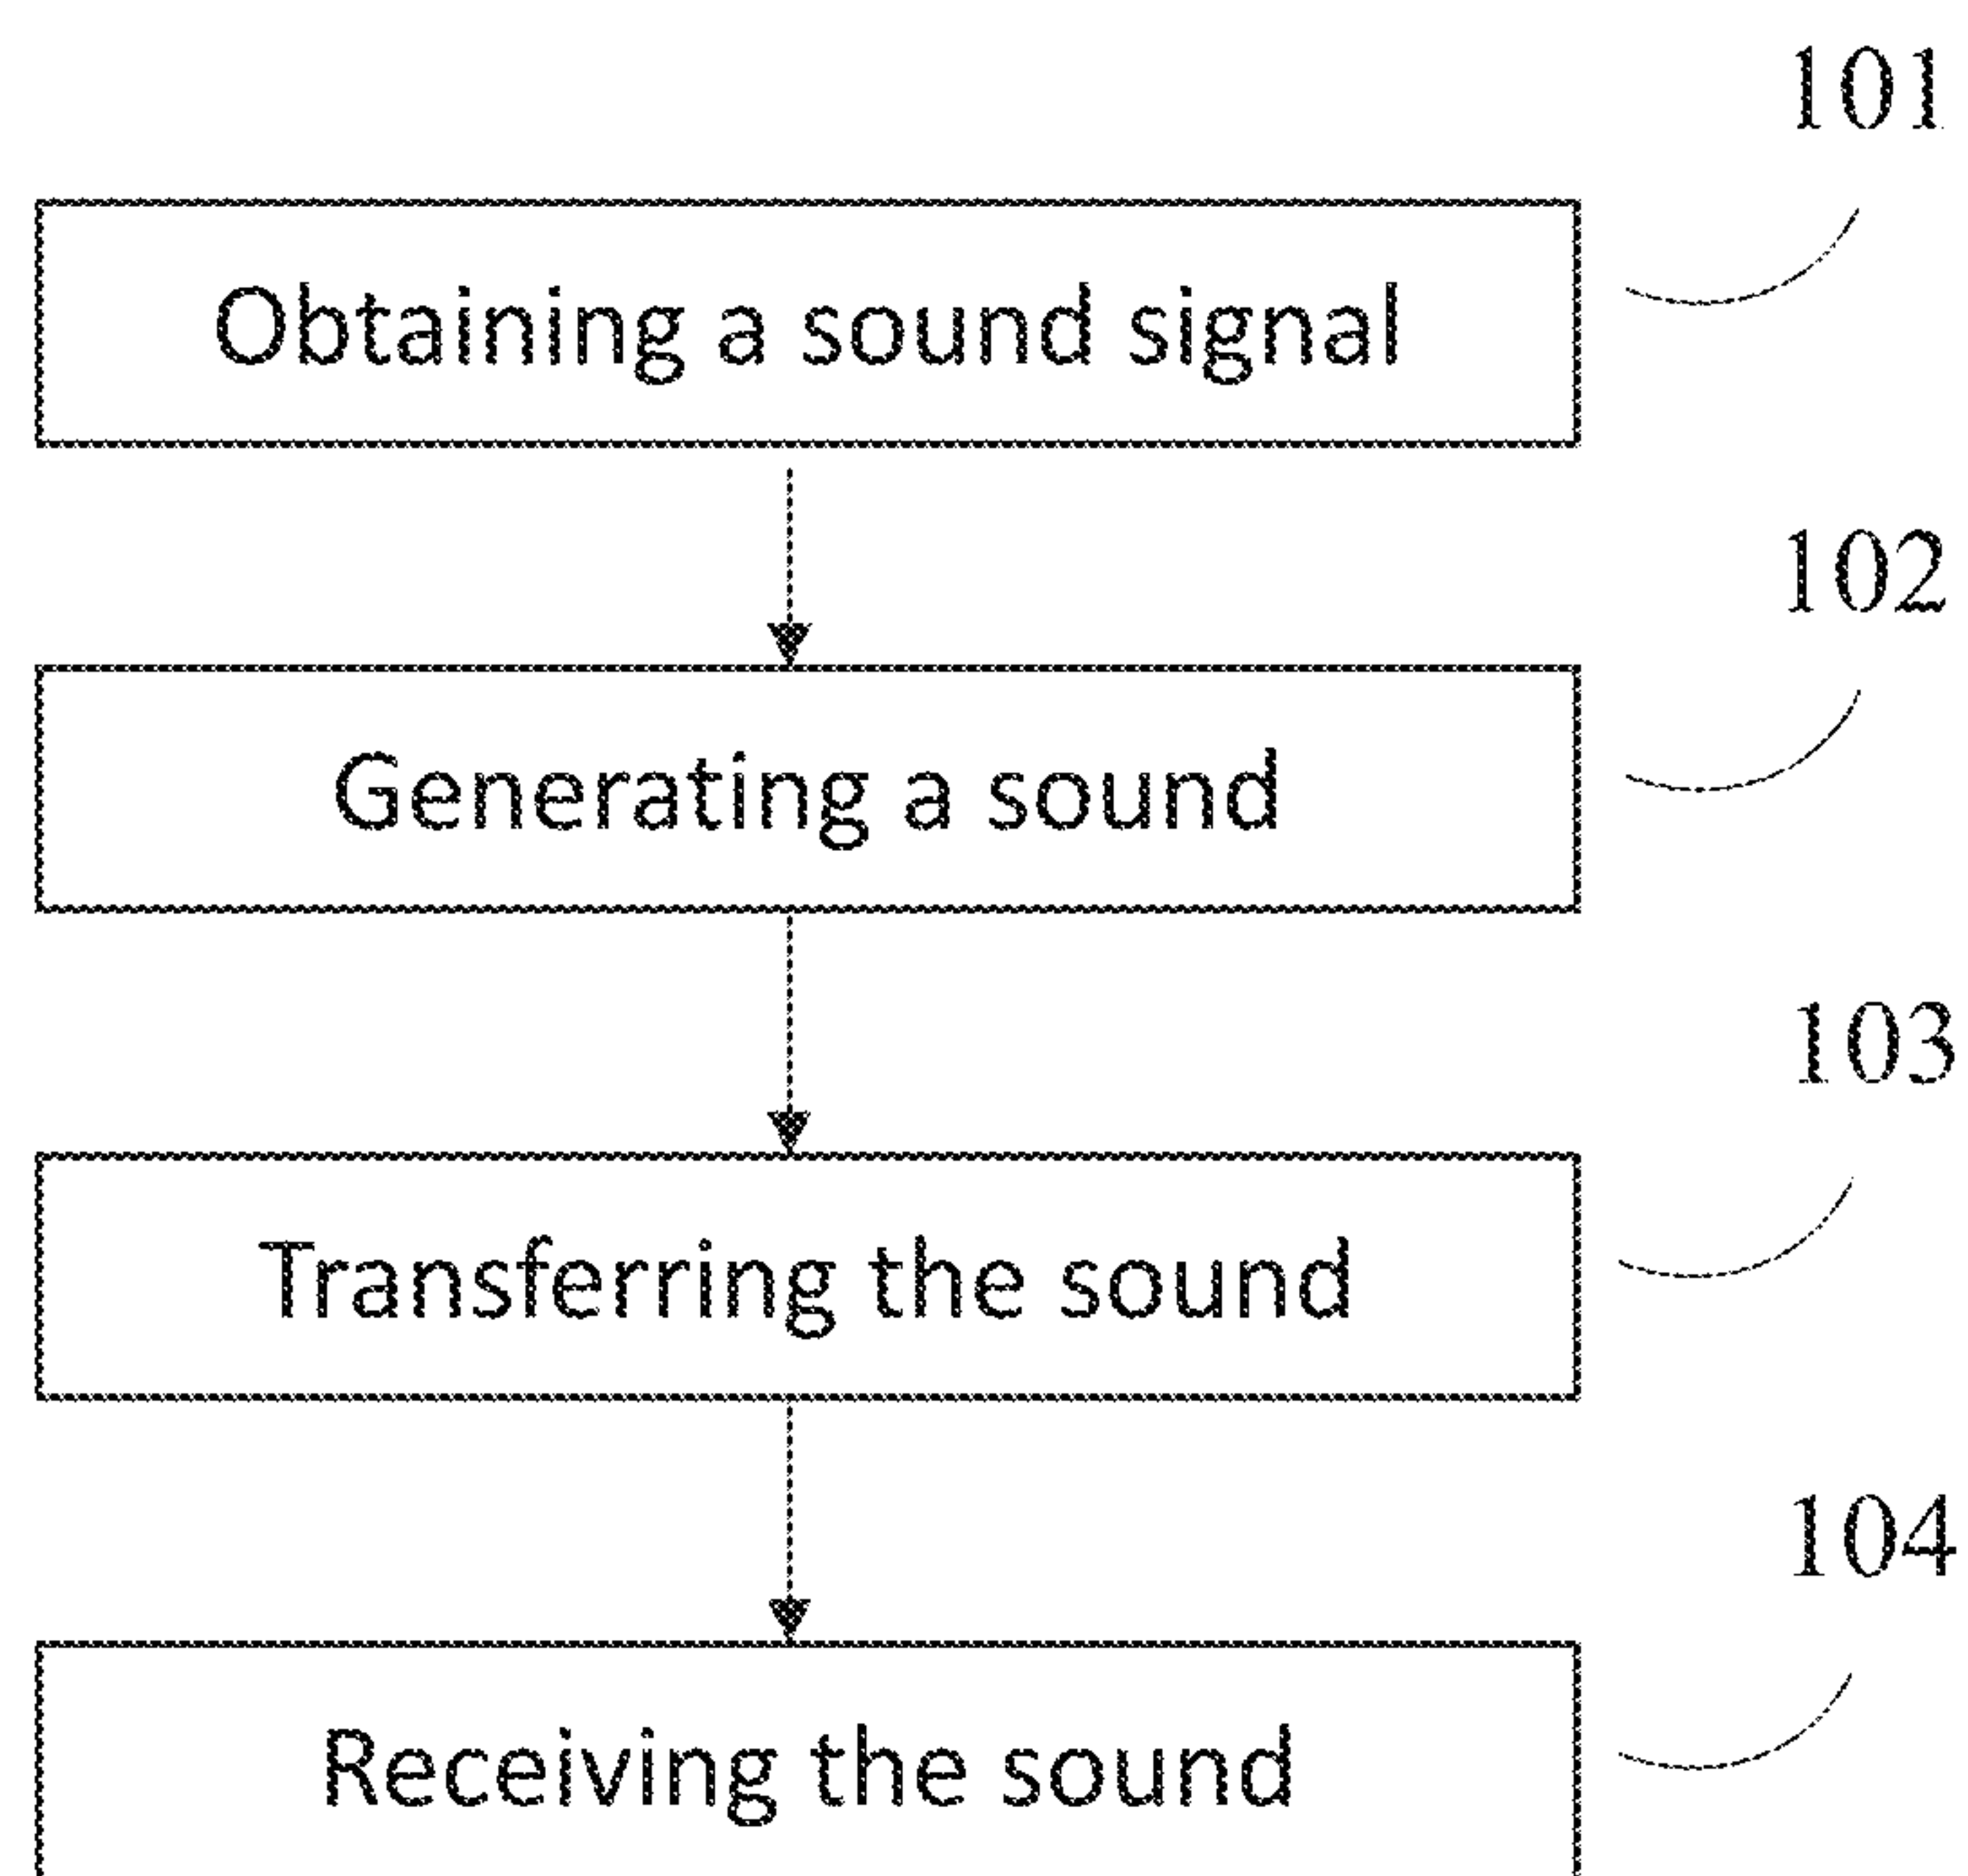 101
Obtaining a sound signal
102
Generating a sound
103
Transferring the sound
104
Receiving the sound